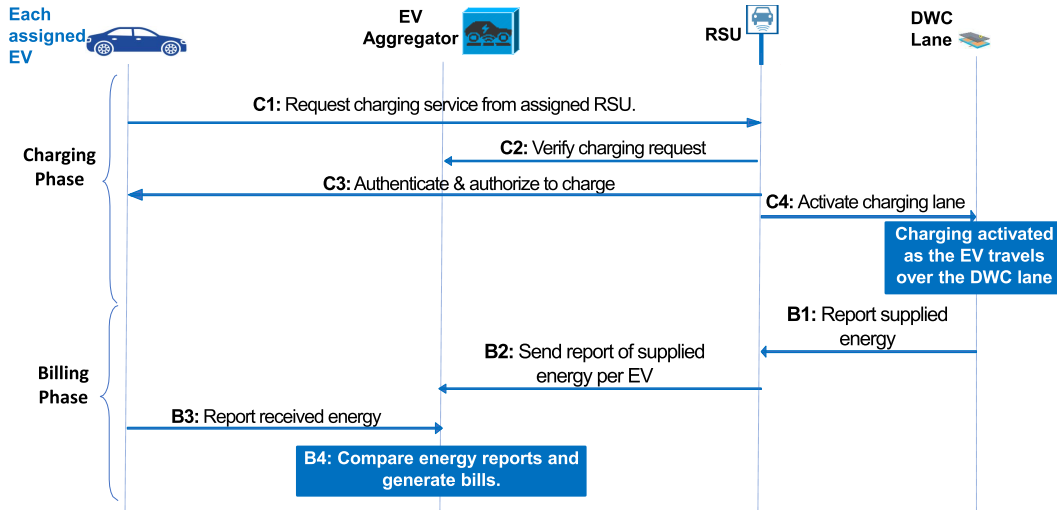 Each
assigned
EV
EV
Aggregator
RSU
DWC
Lane
C1: Request charging service from assigned RSU.
Charging
Phase
C2: Verify charging request
C3: Authenticate & authorize to charge
C4: Activate charging lane
Charging activated
as the EV travels
over the DWC lane
B1: Report supplied
energy
B2: Send report of supplied
energy per EV
Billing
Phase
B3: Report received energy
B4: Compare energy reports and
generate bills.